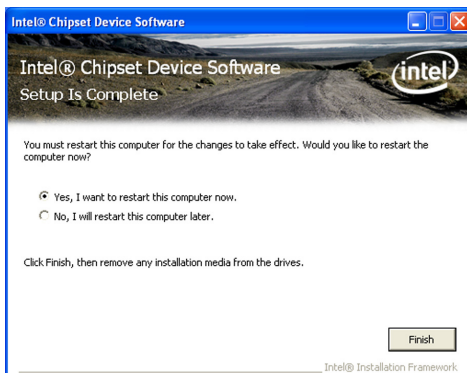 Intel® Chipset Device Software
Intel® Chipset Device Software
Setup Is Complete
intel
You must restart this computer for the changes to take effect. Would you like to restart the
computer now?
Yes, I want to restart this computer now.
No, I will restart this computer later.
Click Finish, then remove any installation media from the drives.
Finish
Intel® Installation Framework